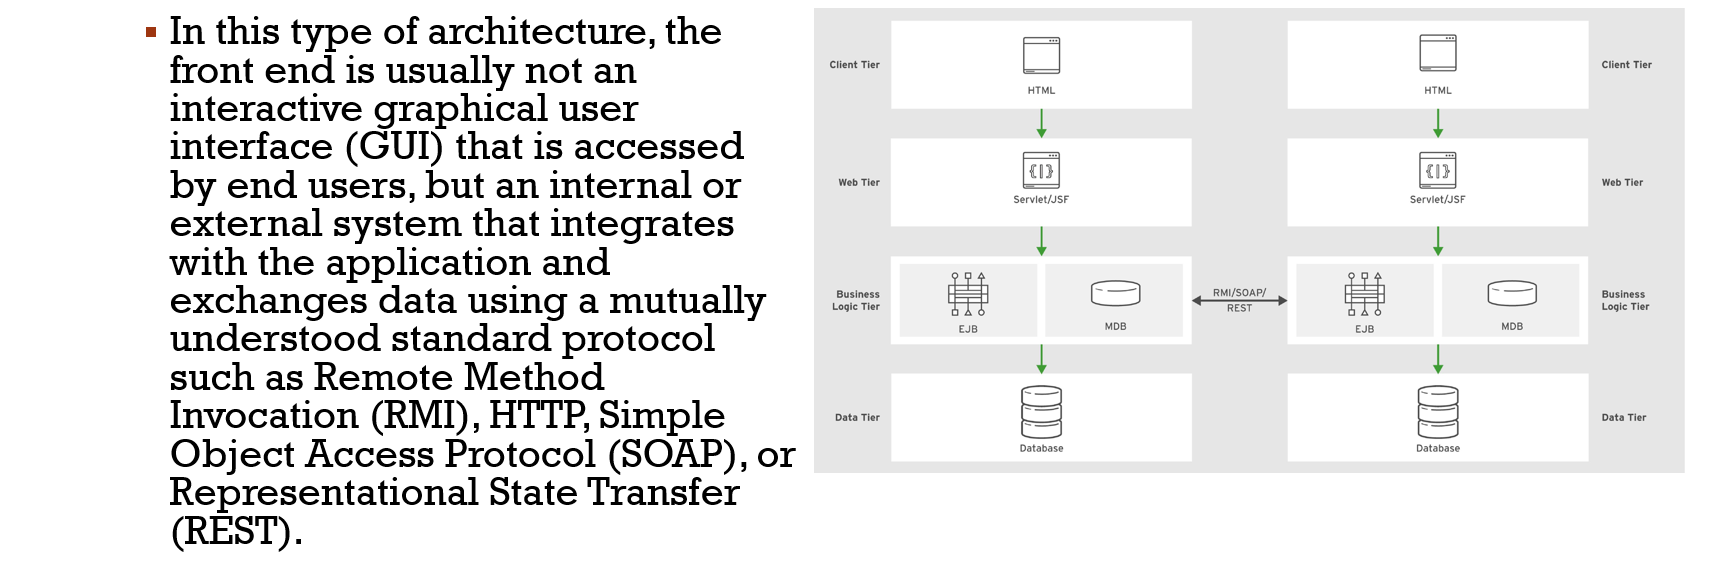 In this type of architecture, the
front end is usually not an
interactive graphical user
interface (GUI) that is accessed
by end users, but an internal or
external system that integrates
with the application and
exchanges data using a mutually
understood standard protocol
such as Remote Method
Invocation (RMI), HTTP, Simple
Object Access Protocol (SOAP), or
Representational State Transfer
(REST).
Client Tier
HTML
HTML
Client Tier
Web Tier
Servlet/JSF
Servlet/JSF
Web Tier
Business
Logic Tier
EJB
MDB
RMI/SOAP/
REST
EJB
MDB
Business
Logic Tier
Data Tier
Database
Database
Data Tier